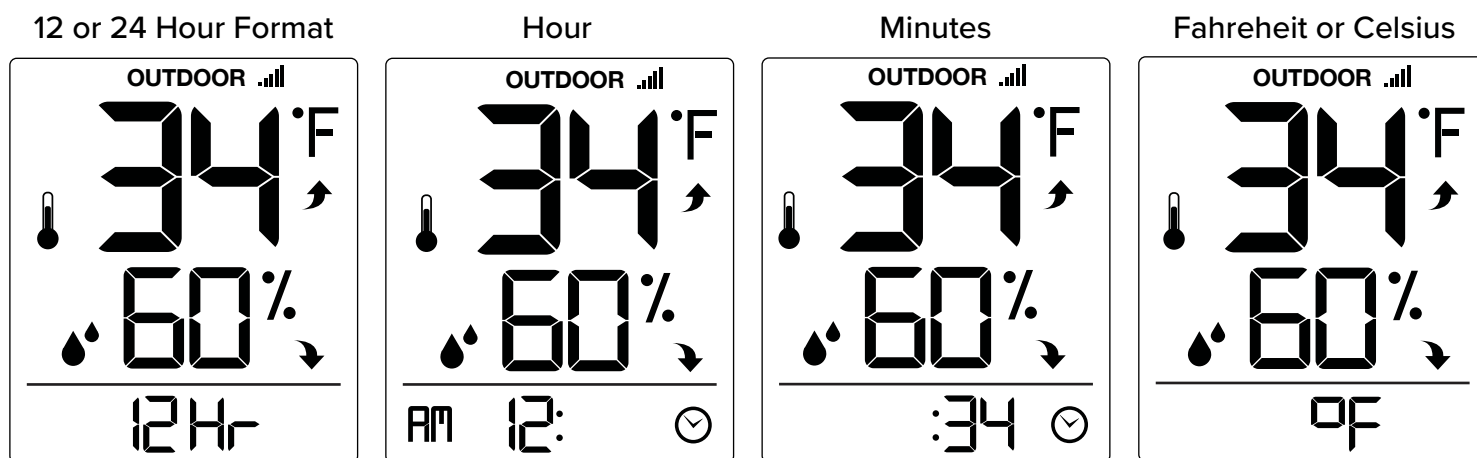 12 or 24 Hour Format
OUTDOOR
34 °F
60 %
12Hr
Hour
OUTDOOR
34 °F
60 %
AM 12:
Minutes
OUTDOOR
34 °F
60 %
:34
Fahreheit or Celsius
OUTDOOR
34 °F
60 %
°F